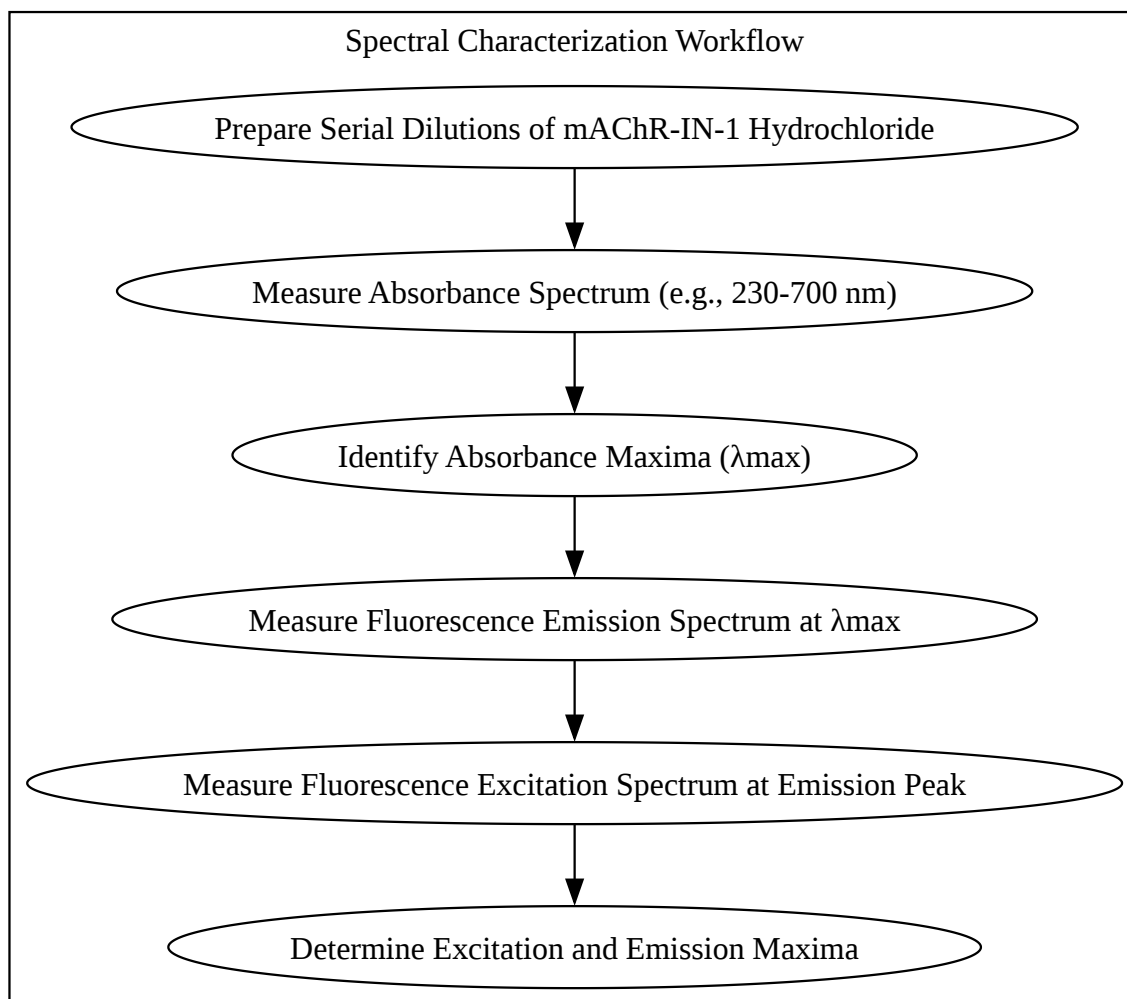 Spectral Characterization Workflow
Prepare Serial Dilutions of mAChR-IN-1 Hydrochloride
Measure Absorbance Spectrum (e.g., 230-700 nm)
Identify Absorbance Maxima (λmax)
Measure Fluorescence Emission Spectrum at λmax
Measure Fluorescence Excitation Spectrum at Emission Peak
Determine Excitation and Emission Maxima